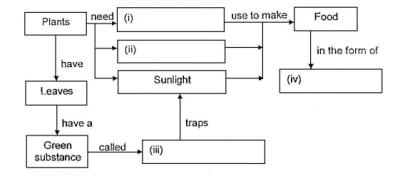 Plants
need
(i)
use to make
Food
(ii)
have
in the form of
Sunlight
(iv)
Leaves
have a
traps
Green
substance
called
(iii)